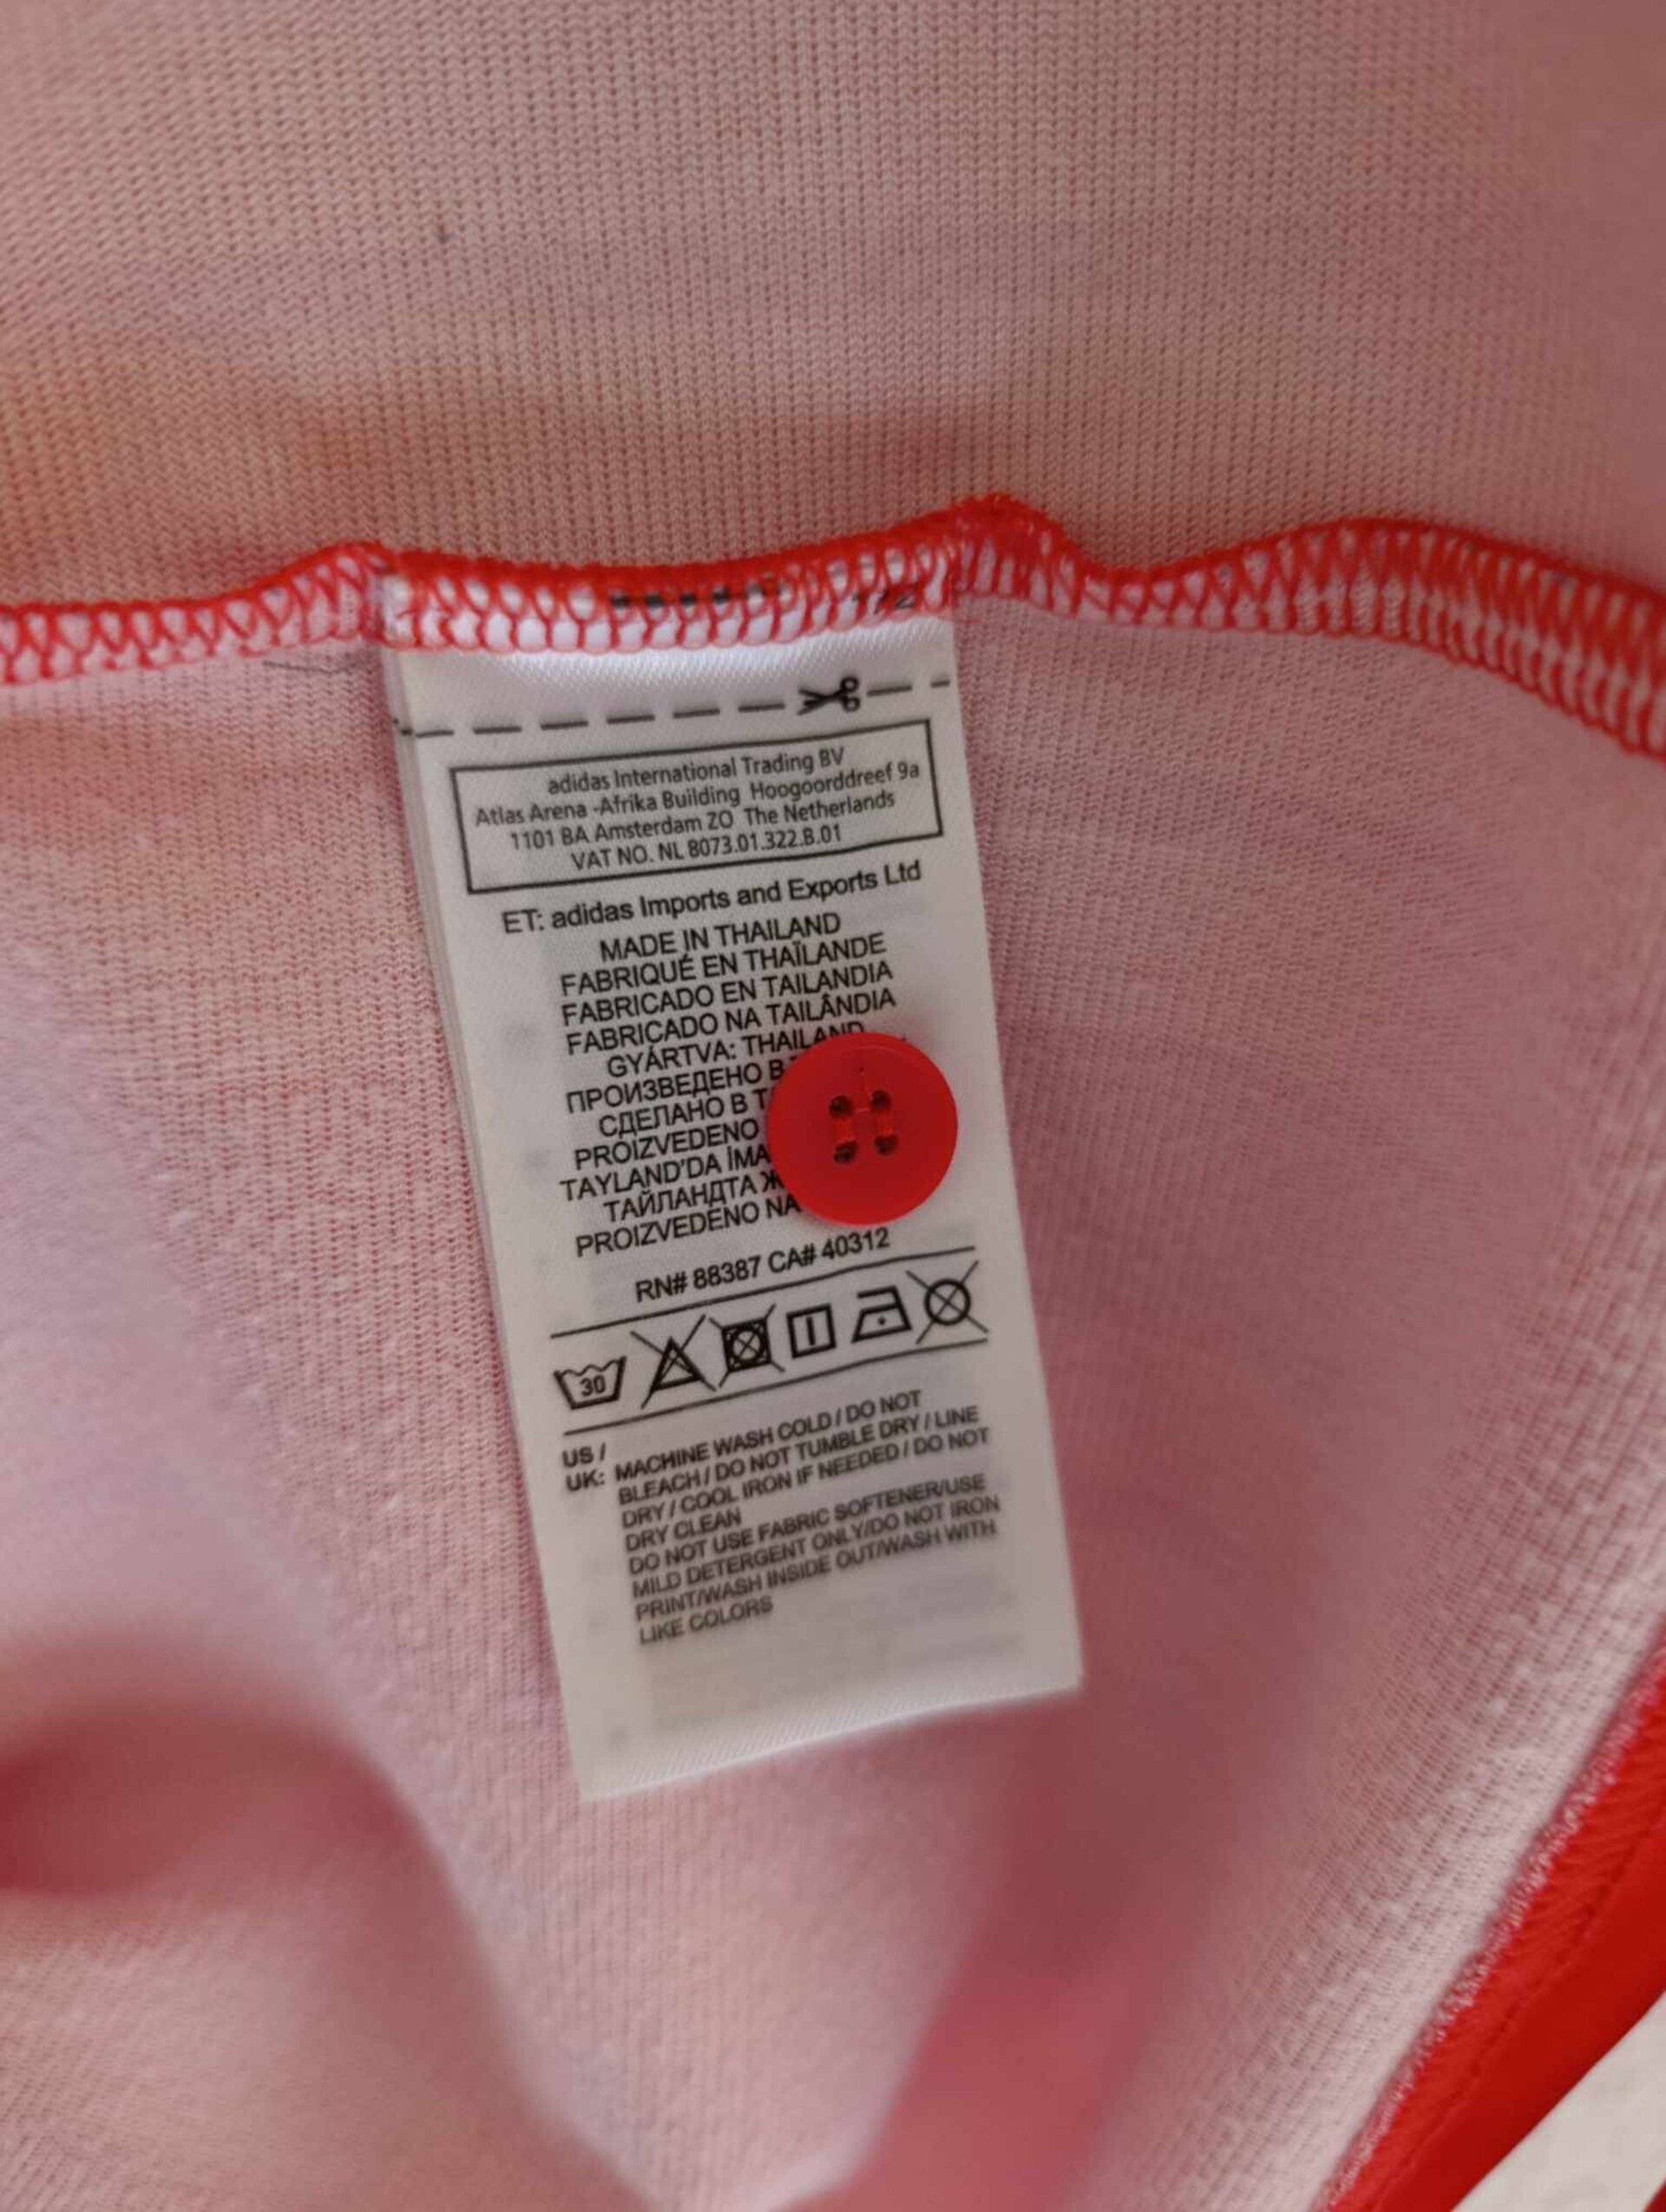 adidas International Trading BV
Atlas Arena -Afrika Building Hoogoorddreef 9a
1101 BA Amsterdam ZO The Netherlands
VAT NO. NL 8073.01.322.B.01
ET: adidas Imports and Exports Ltd
MADE IN THAILAND
FABRIQUÉ EN THAÏLANDE
FABRICADO EN TAILANDIA
FABRICADO NA TAILÂNDIA
GYÁRTVA: THAILAND
ПРОИЗВЕДЕНО В
СДЕЛАНО В
PROIZVEDENO
TAYLAND'DA
ТАЙЛАНДТА
PROIZVEDENO NA
RN# 88387 CA# 40312
30
US /
UK: MACHINE WASH COLD / DO NOT
BLEACH / DO NOT TUMBLE DRY / LINE
DRY / COOL IRON IF NEEDED / DO NOT
DRY CLEAN
DO NOT USE FABRIC SOFTENER/USE
MILD DETERGENT ONLY/DO NOT IRON
PRINT/WASH INSIDE OUT/WASH WITH
LIKE COLORS